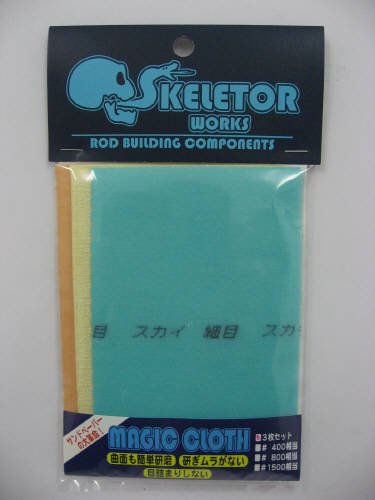 SKELETOR
WORKS
ROD BUILDING COMPONENTS
目 スカイ 細目 スカイ
サンドペーパー
の大革命!
MAGIC CLOTH
曲面も簡単研磨 研ぎムラがない
目詰まりしない
3枚セット
# 400相当
# 800相当
#1500相当